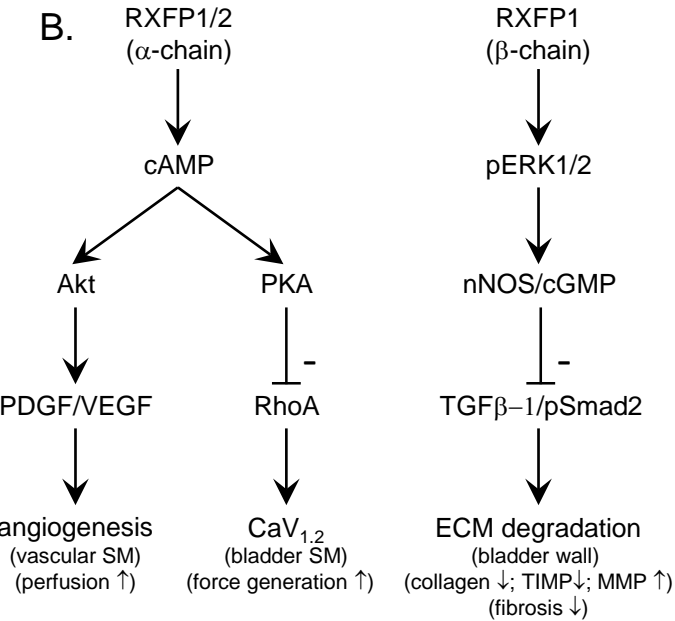 B.
RXFP1/2
(α-chain)
RXFP1
(β-chain)
cAMP
pERK1/2
Akt
PKA
nNOS/cGMP
-
-
PDGF/VEGF
RhoA
TGFβ−1/pSmad2
angiogenesis
(vascular SM)
(perfusion ↑)
CaV1.2
(bladder SM)
(force generation ↑)
ECM degradation
(bladder wall)
(collagen ↓; TIMP↓; MMP ↑)
(fibrosis ↓)